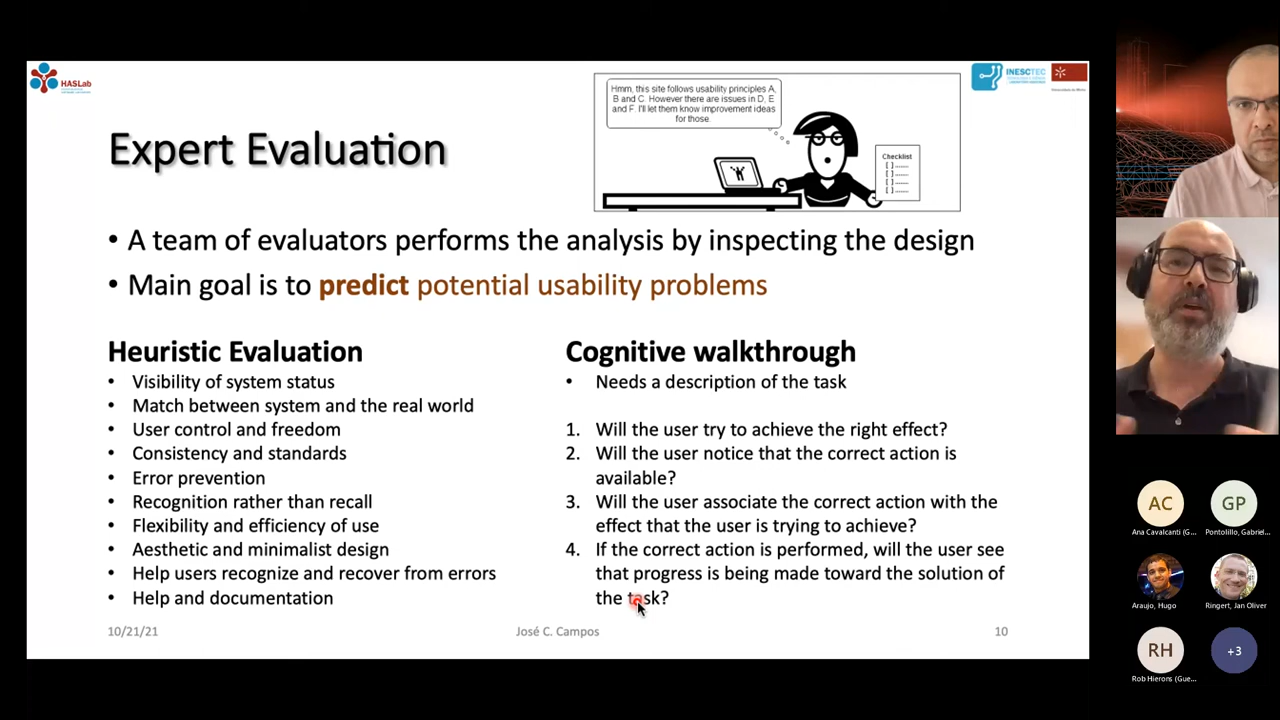 HASLab
Hmm, this site follows usability principles A,
B and C. However there are issues in D, E
and F. I'll let them know improvement ideas
for those.
INESCTEC
Checklist
[ ] .......
[ ] .......
[ ] .......
[ ] .......
Expert Evaluation
• A team of evaluators performs the analysis by inspecting the design
• Main goal is to predict potential usability problems
Heuristic Evaluation
• Visibility of system status
• Match between system and the real world
• User control and freedom
• Consistency and standards
• Error prevention
• Recognition rather than recall
• Flexibility and efficiency of use
• Aesthetic and minimalist design
• Help users recognize and recover from errors
• Help and documentation
Cognitive walkthrough
• Needs a description of the task
1. Will the user try to achieve the right effect?
2. Will the user notice that the correct action is
available?
3. Will the user associate the correct action with the
effect that the user is trying to achieve?
4. If the correct action is performed, will the user see
that progress is being made toward the solution of
the task?
10/21/21
José C. Campos
10
AC
Ana Cavalcanti (G...
GP
Pontolillo, Gabriel...
Araujo, Hugo
Ringert, Jan Oliver
RH
Rob Hierons (Gue...
+3